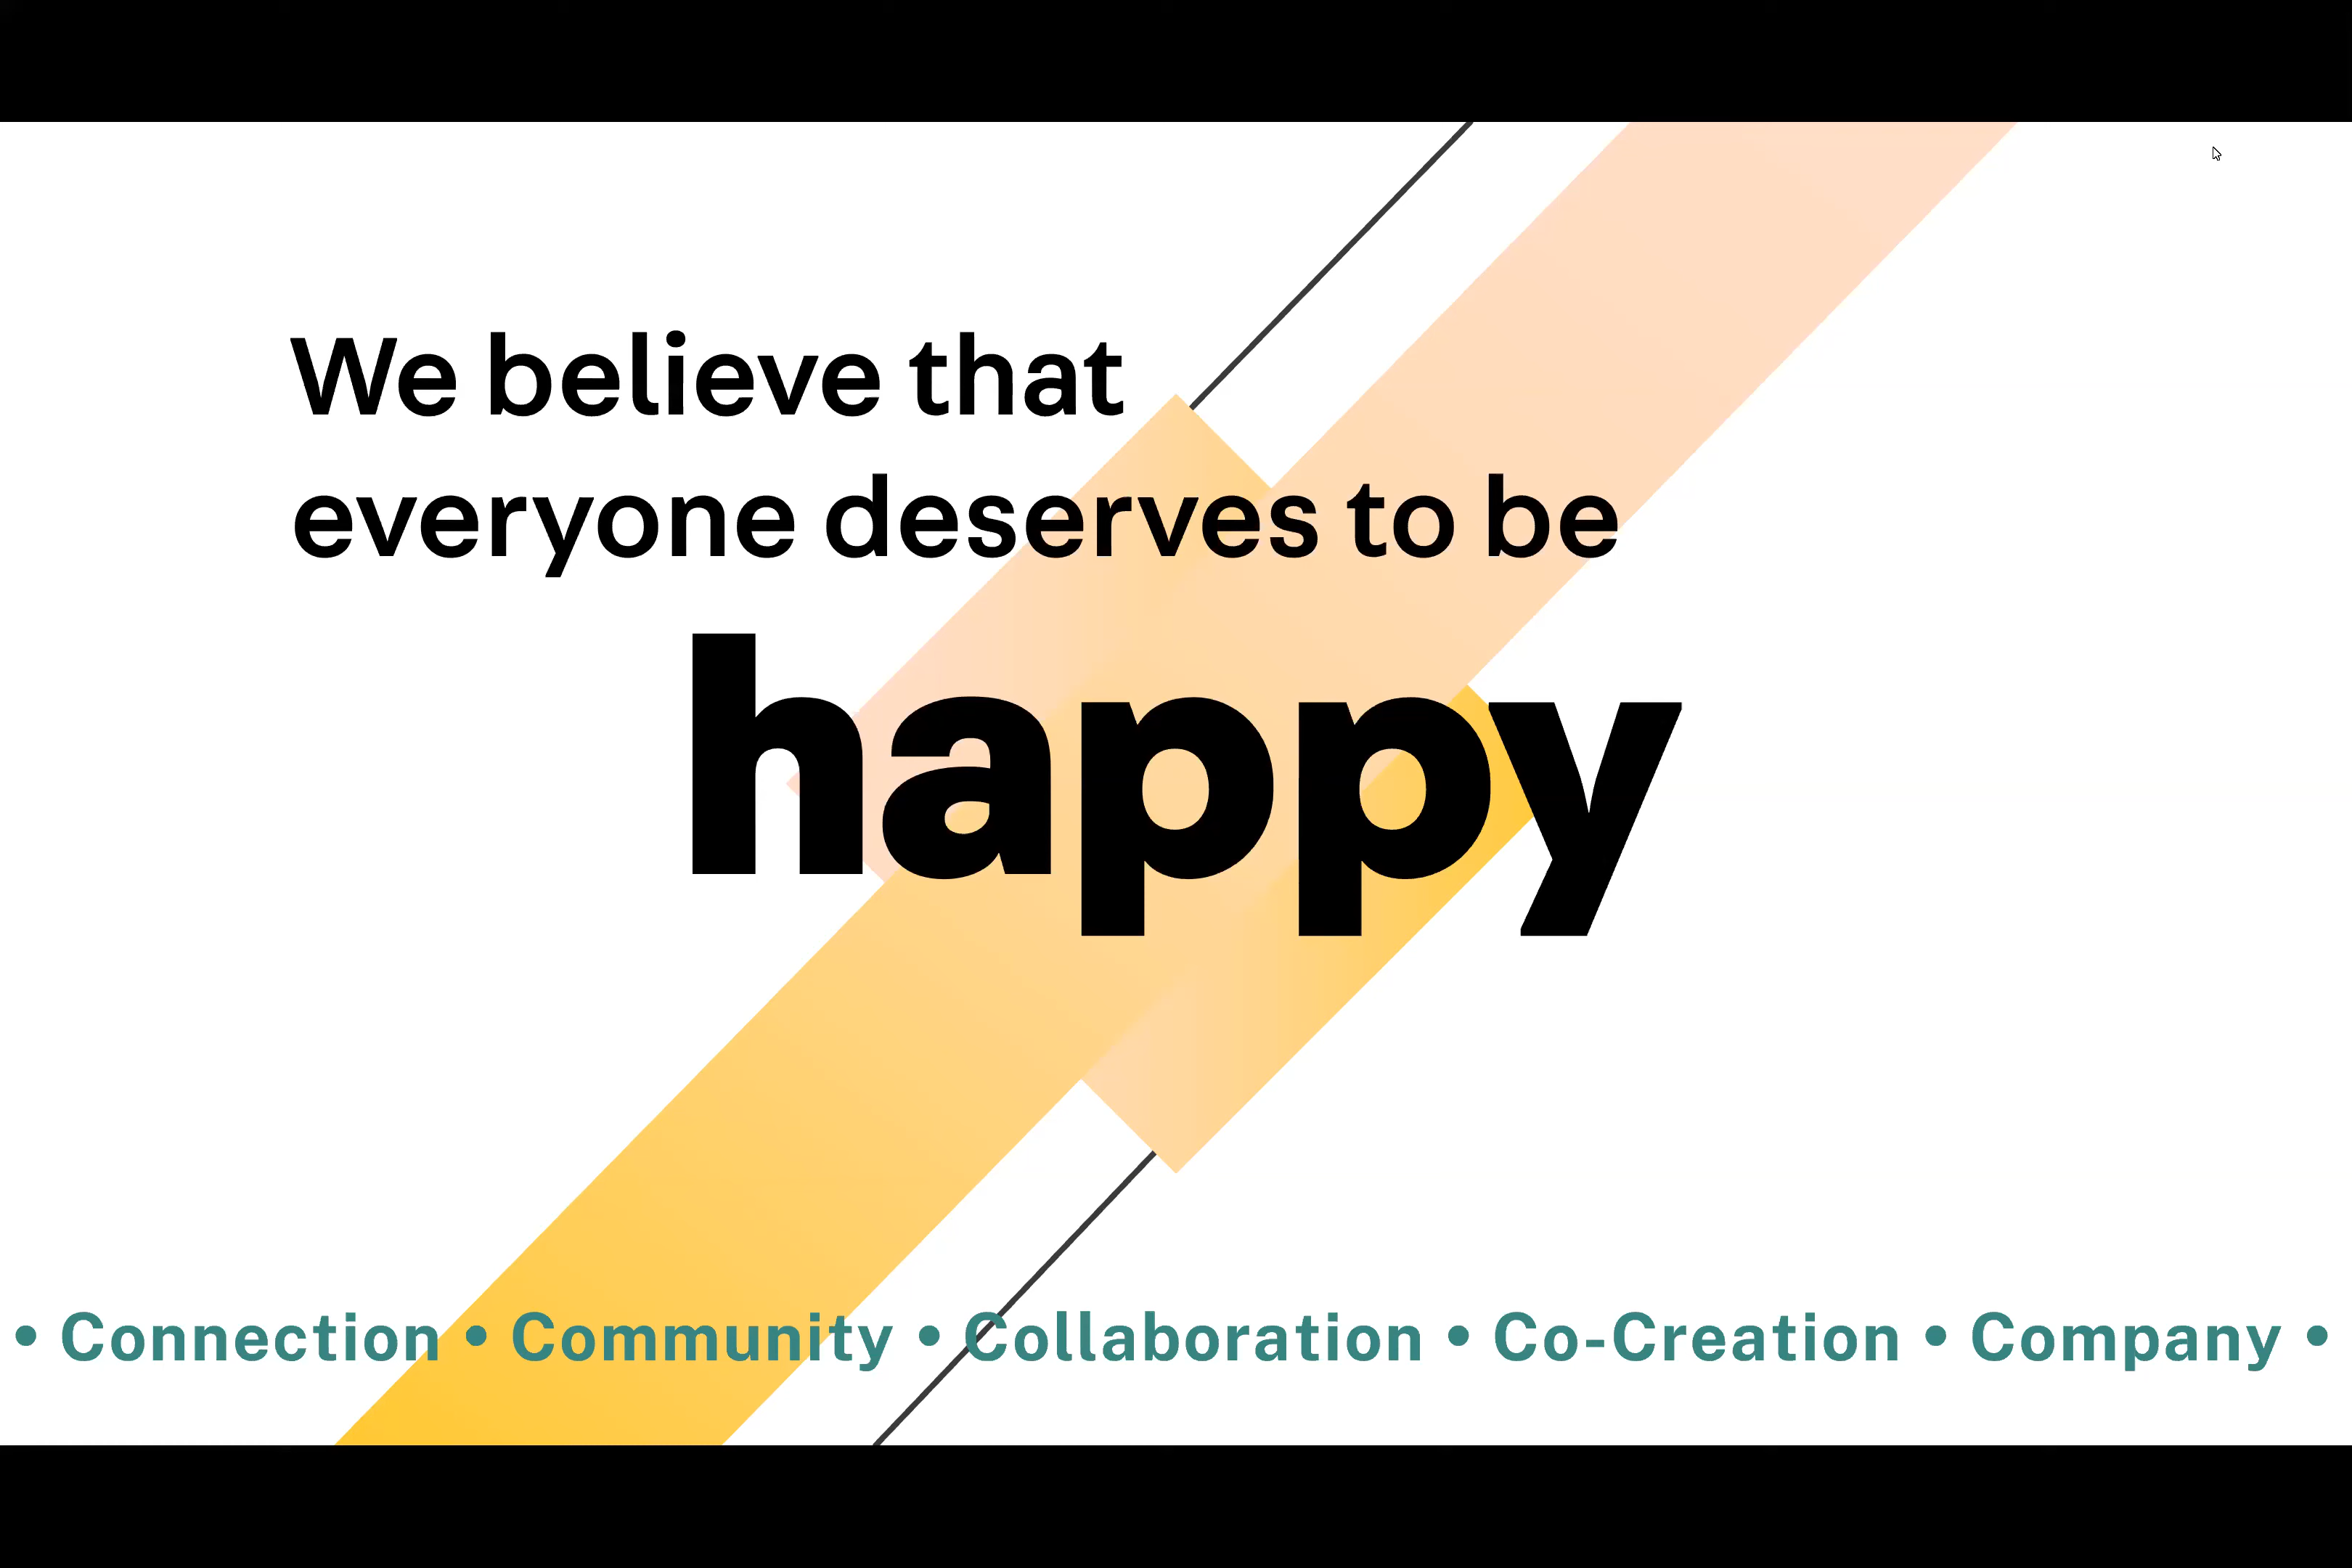 We believe that
everyone deserves to be
happy
• Connection • Community • Collaboration • Co-Creation • Company •